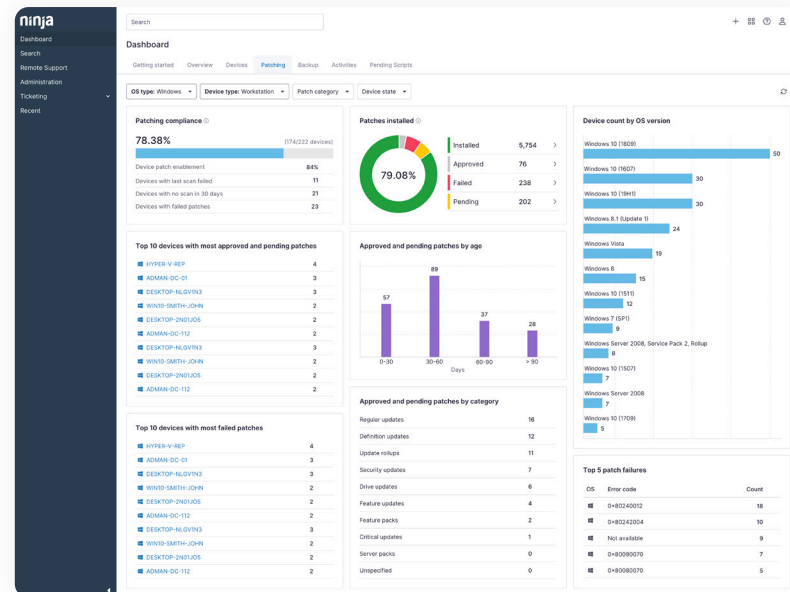 ninja
Dashboard
Search
Remote Support
Administration
Ticketing
Recent
Search
Dashboard
Getting started Overview Devices Patching Backup Activities Pending Scripts
OS type: Windows Device type: Workstation Patch category Device state
Patching compliance
78.38% (174/222 devices)
Device patch enablement 84%
Devices with last scan failed 11
Devices with no scan in 30 days 21
Devices with failed patches 23
Patches installed
79.08%
Installed 5,754
Approved 76
Failed 238
Pending 202
Device count by OS version
Windows 10 (1809)
50
Windows 10 (1607)
30
Windows 10 (19H1)
30
Windows 8.1 (Update 1)
24
Windows Vista
19
Windows 8
15
Windows 10 (1511)
12
Windows 7 (SP1)
9
Windows Server 2008, Service Pack 2, Rollup
8
Windows 10 (1507)
7
Windows Server 2008
7
Windows 10 (1709)
5
Top 10 devices with most approved and pending patches
HYPER-V-REP 4
ADMAN-DC-01 3
DESKTOP-NLGV1N3 3
WIN10-SMITH-JOHN 2
DESKTOP-2N01JO5 2
ADMAN-DC-112 2
DESKTOP-NLGV1N3 3
WIN10-SMITH-JOHN 2
DESKTOP-2N01JO5 2
ADMAN-DC-112 2
Approved and pending patches by age
57 89 37 28
0-30 30-60 60-90 > 90
Days
Top 10 devices with most failed patches
HYPER-V-REP 4
ADMAN-DC-01 3
DESKTOP-NLGV1N3 3
WIN10-SMITH-JOHN 2
DESKTOP-2N01JO5 2
ADMAN-DC-112 2
DESKTOP-NLGV1N3 3
WIN10-SMITH-JOHN 2
DESKTOP-2N01JO5 2
ADMAN-DC-112 2
Approved and pending patches by category
Regular updates 16
Definition updates 12
Update rollups 11
Security updates 7
Drive updates 6
Feature updates 4
Feature packs 2
Critical updates 1
Server packs 0
Unspecified 0
Top 5 patch failures
OS Error code Count
0×80240012 18
0×80242004 10
Not available 9
0×80090070 7
0×80080070 5